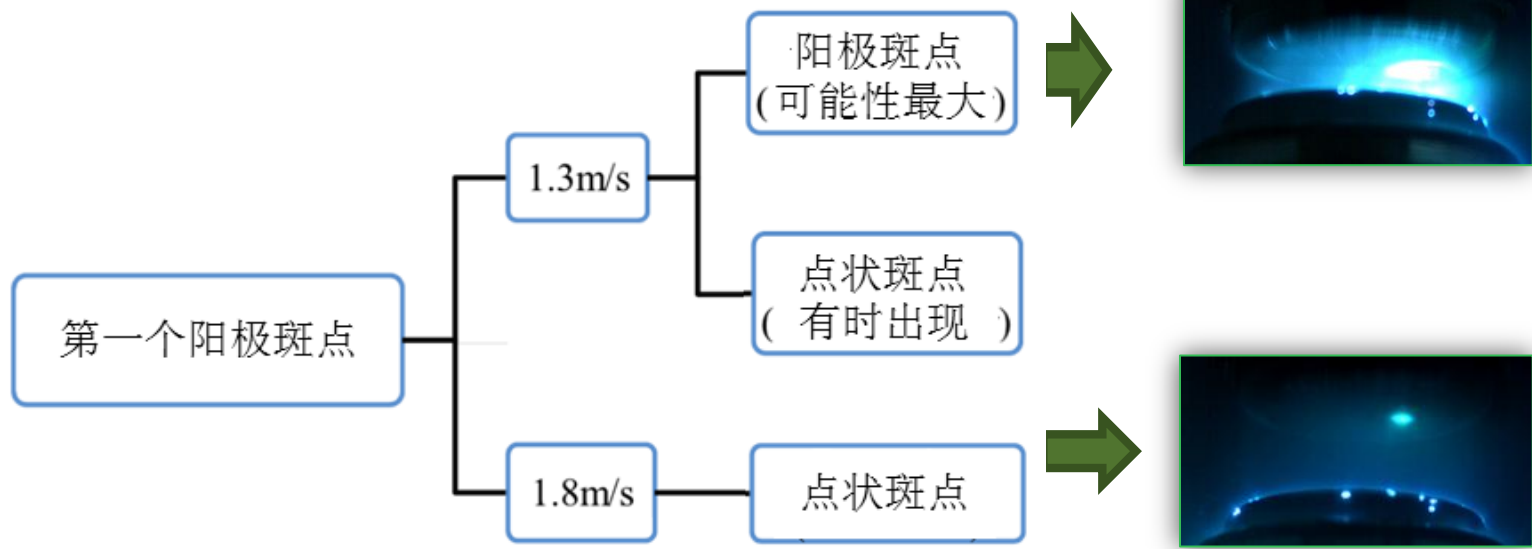 阳极斑点
(可能性最大)
1.3m/s
点状斑点
( 有时出现 )
第一个阳极斑点
1.8m/s
点状斑点